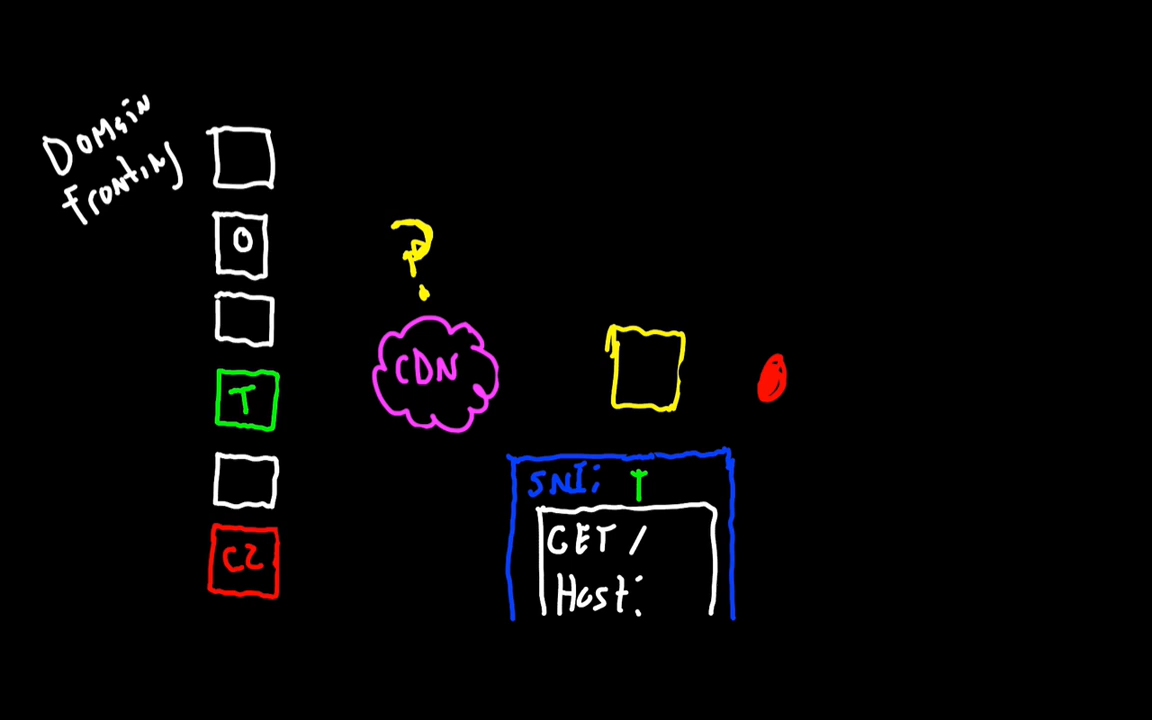 Domain
Fronting
O
?
CDN
T
SNI: T
GET /
Host:
C2